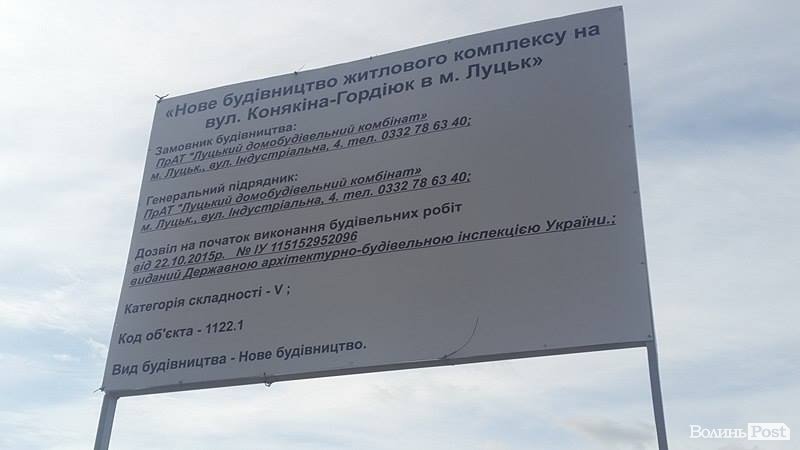 «Нове будівництво житлового комплексу на
вул. Конякіна-Гордіюк в м. Луцьк»
Замовник будівництва:
ПрАТ "Луцький домобудівельний комбінат»
м. Луцьк., вул. Індустріальна, 4. тел. 0332 78 63 40;
Генеральний підрядник:
ПрАТ "Луцький домобудівельний комбінат»
м. Луцьк., вул. Індустріальна, 4. тел. 0332 78 63 40;
Дозвіл на початок виконання будівельних робіт
від 22.10.2015р. № ІУ 115152952096
виданий Державною архітектурно-будівельною інспекцією України.;
Категорія складності - V ;
Код об'єкта - 1122.1
Вид будівництва - Нове будівництво.
ВолиньPost